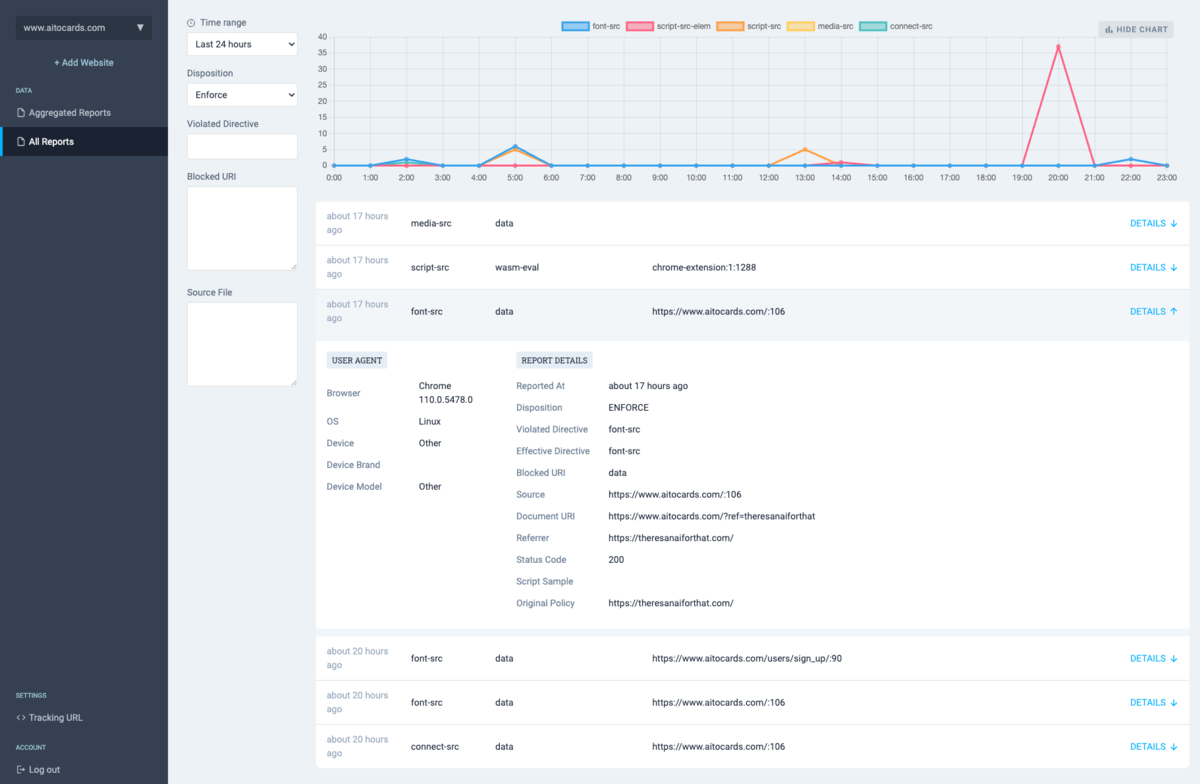 www.aitocards.com ▼
+ Add Website
DATA
Aggregated Reports
All Reports
SETTINGS
<> Tracking URL
ACCOUNT
Log out
Time range
Last 24 hours
Disposition
Enforce
Violated Directive
Blocked URI
Source File
font-src script-src-elem script-src media-src connect-src
HIDE CHART
40
35
30
25
20
15
10
5
0
0:00 1:00 2:00 3:00 4:00 5:00 6:00 7:00 8:00 9:00 10:00 11:00 12:00 13:00 14:00 15:00 16:00 17:00 18:00 19:00 20:00 21:00 22:00 23:00
about 17 hours
ago
media-src data DETAILS ↓
about 17 hours
ago
script-src wasm-eval chrome-extension:1:1288 DETAILS ↓
about 17 hours
ago
font-src data https://www.aitocards.com/:106 DETAILS ↑
USER AGENT
Browser Chrome
110.0.5478.0
OS Linux
Device Other
Device Brand
Device Model Other
REPORT DETAILS
Reported At about 17 hours ago
Disposition ENFORCE
Violated Directive font-src
Effective Directive font-src
Blocked URI data
Source https://www.aitocards.com/:106
Document URI https://www.aitocards.com/?ref=theresanaiforthat
Referrer https://theresanaiforthat.com/
Status Code 200
Script Sample
Original Policy https://theresanaiforthat.com/
about 20 hours
ago
font-src data https://www.aitocards.com/users/sign_up/:90 DETAILS ↓
about 20 hours
ago
font-src data https://www.aitocards.com/:106 DETAILS ↓
about 20 hours
ago
connect-src data https://www.aitocards.com/:106 DETAILS ↓